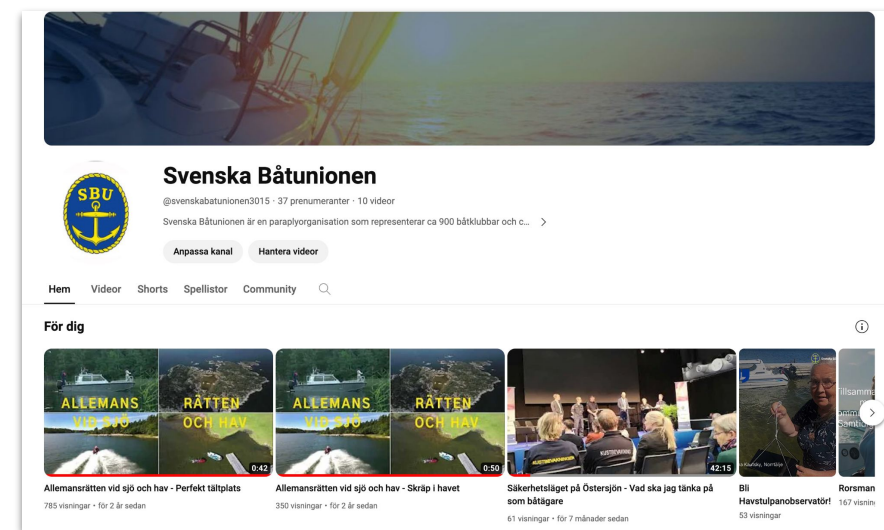 Svenska Båtunionen
SBU
@svenskabatunionen3015 · 37 prenumeranter · 10 videor
Svenska Båtunionen är en paraplyorganisation som representerar ca 900 båtklubbar och c...
Anpassa kanal Hantera videor
Hem Videor Shorts Spellistor Community
För dig
ALLEMANS RÄTTEN
VID SJÖ OCH HAV
0:42
ALLEMANS RÄTTEN
VID SJÖ OCH HAV
0:50
KUSTBEVAKNING
42:15
Norrtälje
Tillsamma
Samtidig
Allemansrätten vid sjö och hav - Perfekt tältplats
785 visningar • för 2 år sedan
Allemansrätten vid sjö och hav - Skräp i havet
350 visningar • för 2 år sedan
Säkerhetsläget på Östersjön - Vad ska jag tänka på
som båtägare
61 visningar • för 7 månader sedan
Bli
Havstulpanobservatör!
53 visningar
Rorsman
167 visnin